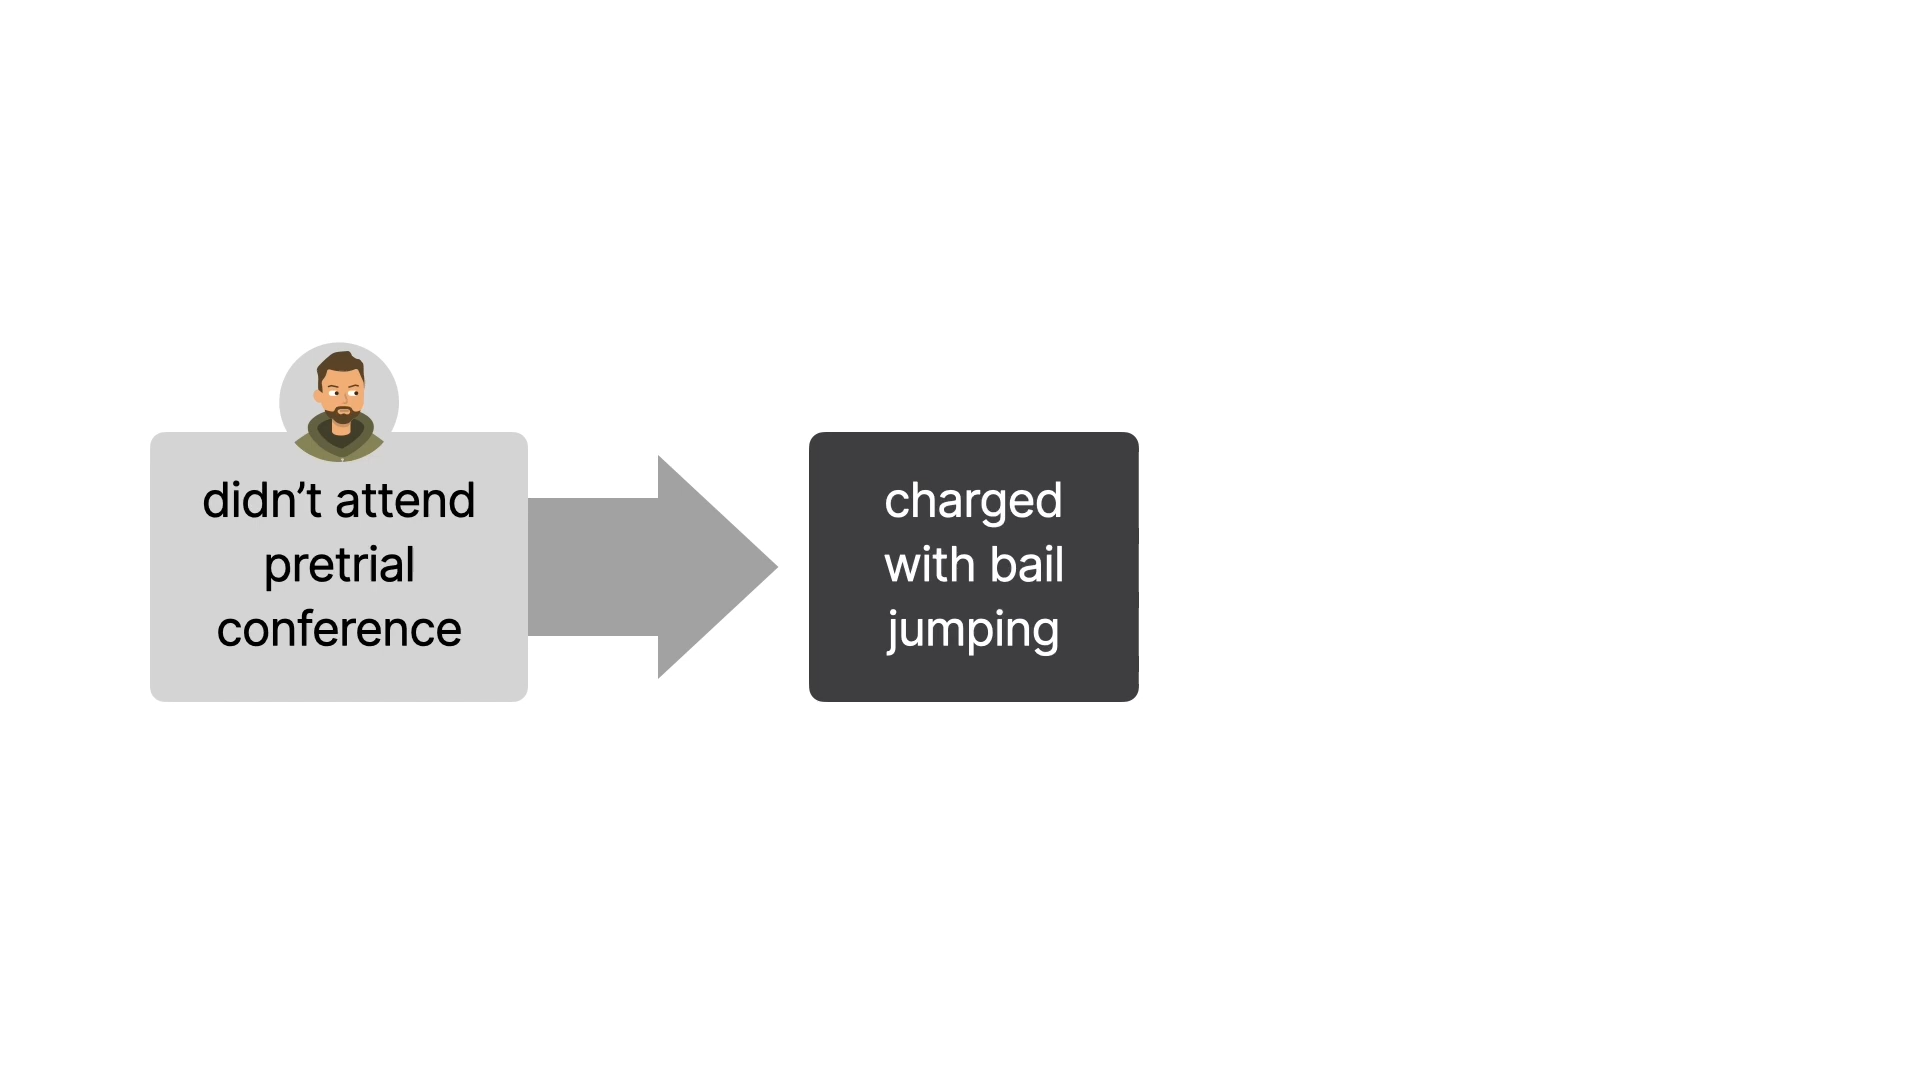 didn’t attend
pretrial
conference
charged
with bail
jumping